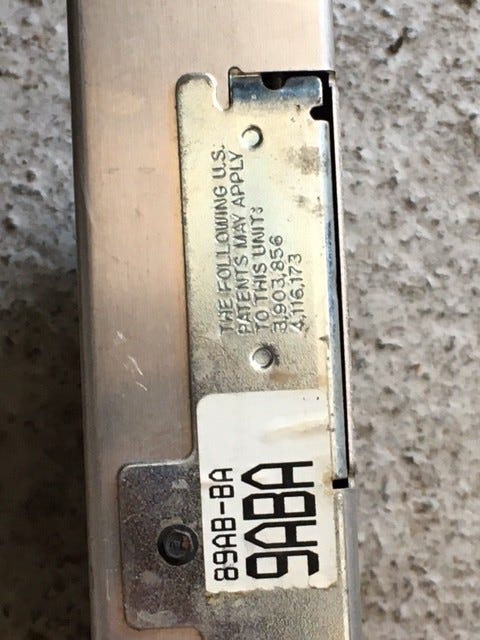 THE FOLLOWING U.S.
PATENTS MAY APPLY
TO THIS UNIT:
3,903,856
4,116,173
89AB-BA
9ABA